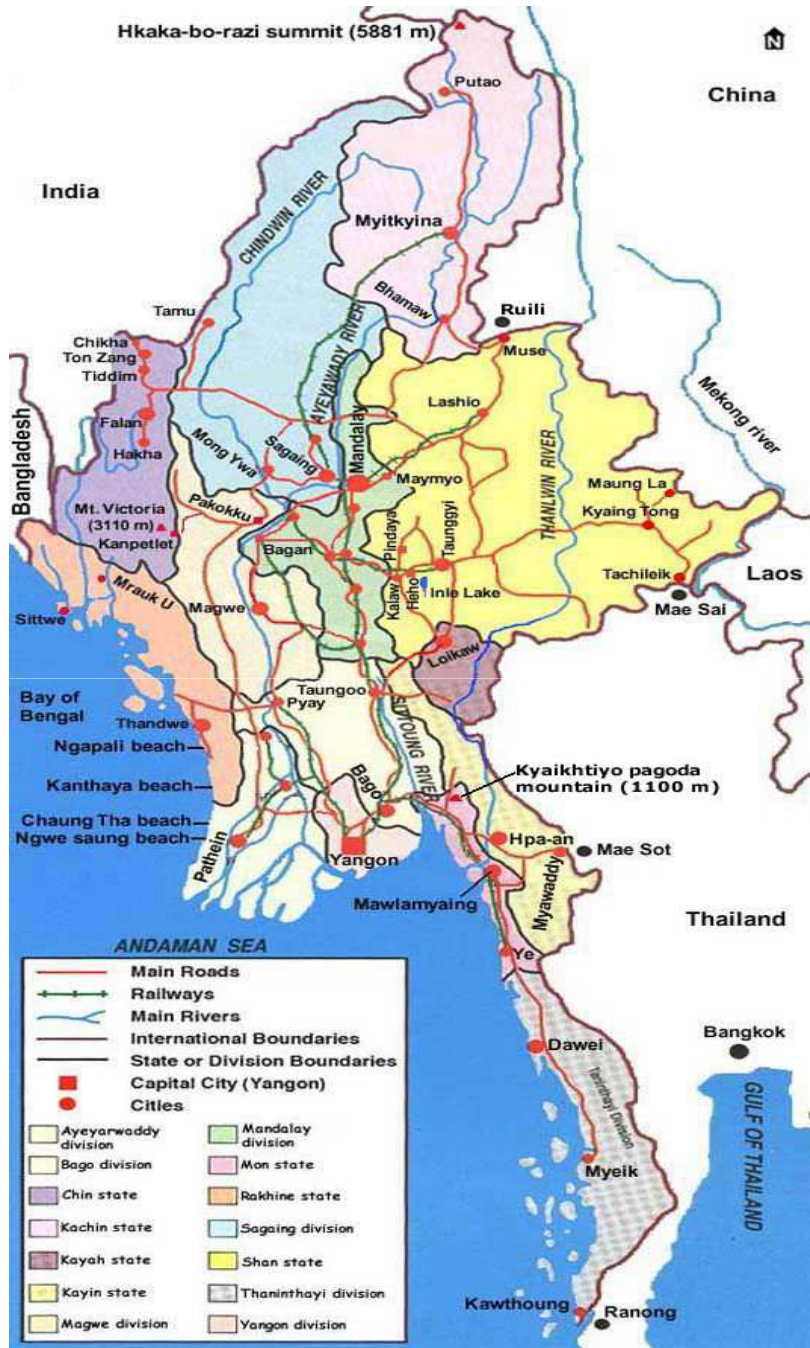 Hkaka-bo-razi summit (5881 m)
N
Putao
China
India
CHINDWIN RIVER
Myitkyina
Bhamaw
Tamu
Ruili
Chikha
Ton Zang
Tiddim
Muse
AYEYAWADY RIVER
Mekong river
Bangladesh
Falan
Lashio
Hakha
Mong Ywa
Sagaing
Mandalay
THANLWIN RIVER
Maymyo
Maung La
Mt. Victoria
(3110 m)
Pakokku
Kyaing Tong
Kanpetlet
Bagan
Pindaya
Taunggyi
Mrauk U
Magwe
Kalaw
Heho
Inle Lake
Tachileik
Laos
Sittwe
Mae Sai
Loikaw
Bay of
Bengal
Taungoo
Pyay
SITTOUNG RIVER
Thandwe
Ngapali beach
Kanthaya beach
Bago
Kyaikhtiyo pagoda
mountain (1100 m)
Chaung Tha beach
Ngwe saung beach
Pathein
Yangon
Hpa-an
Mae Sot
Myawaddy
Mawlamyaing
Thailand
ANDAMAN SEA
Ye
Main Roads
Railways
Main Rivers
International Boundaries
State or Division Boundaries
Capital City (Yangon)
Cities
Ayeyarwaddy
division
Mandalay
division
Bago division
Mon state
Chin state
Rakhine state
Kachin state
Sagaing division
Kayah state
Shan state
Kayin state
Thaninthayi division
Magwe division
Yangon division
Bangkok
Dawei
Taninthayi Division
GULF OF THAILAND
Myeik
Kawthoung
Ranong